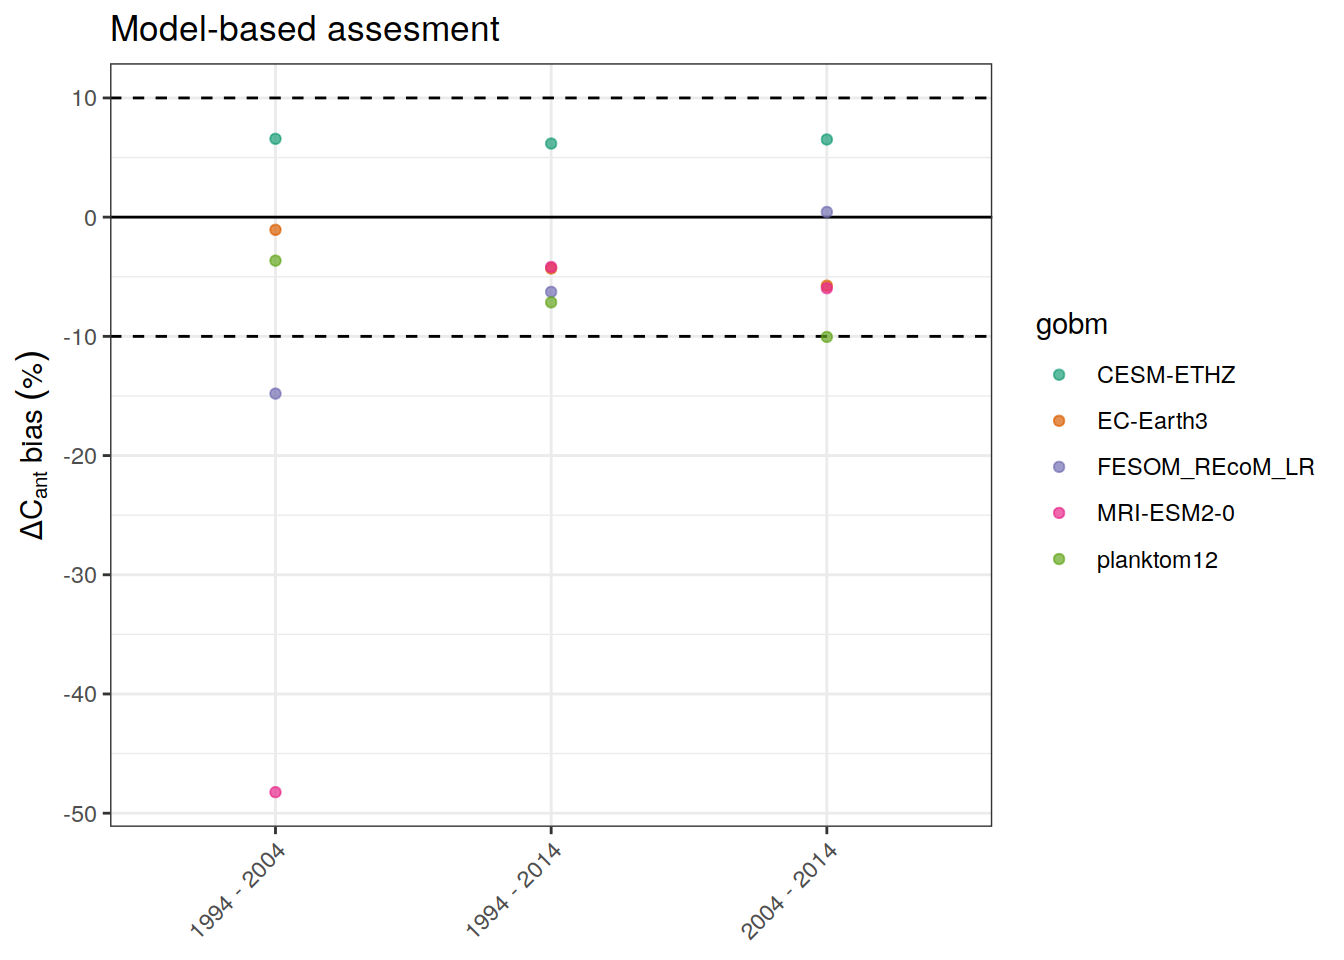 Model-based assesment
ΔCant bias (%)
10
0
-10
-20
-30
-40
-50
1994 - 2004
1994 - 2014
2004 - 2014
gobm
CESM-ETHZ
EC-Earth3
FESOM_REcoM_LR
MRI-ESM2-0
planktom12